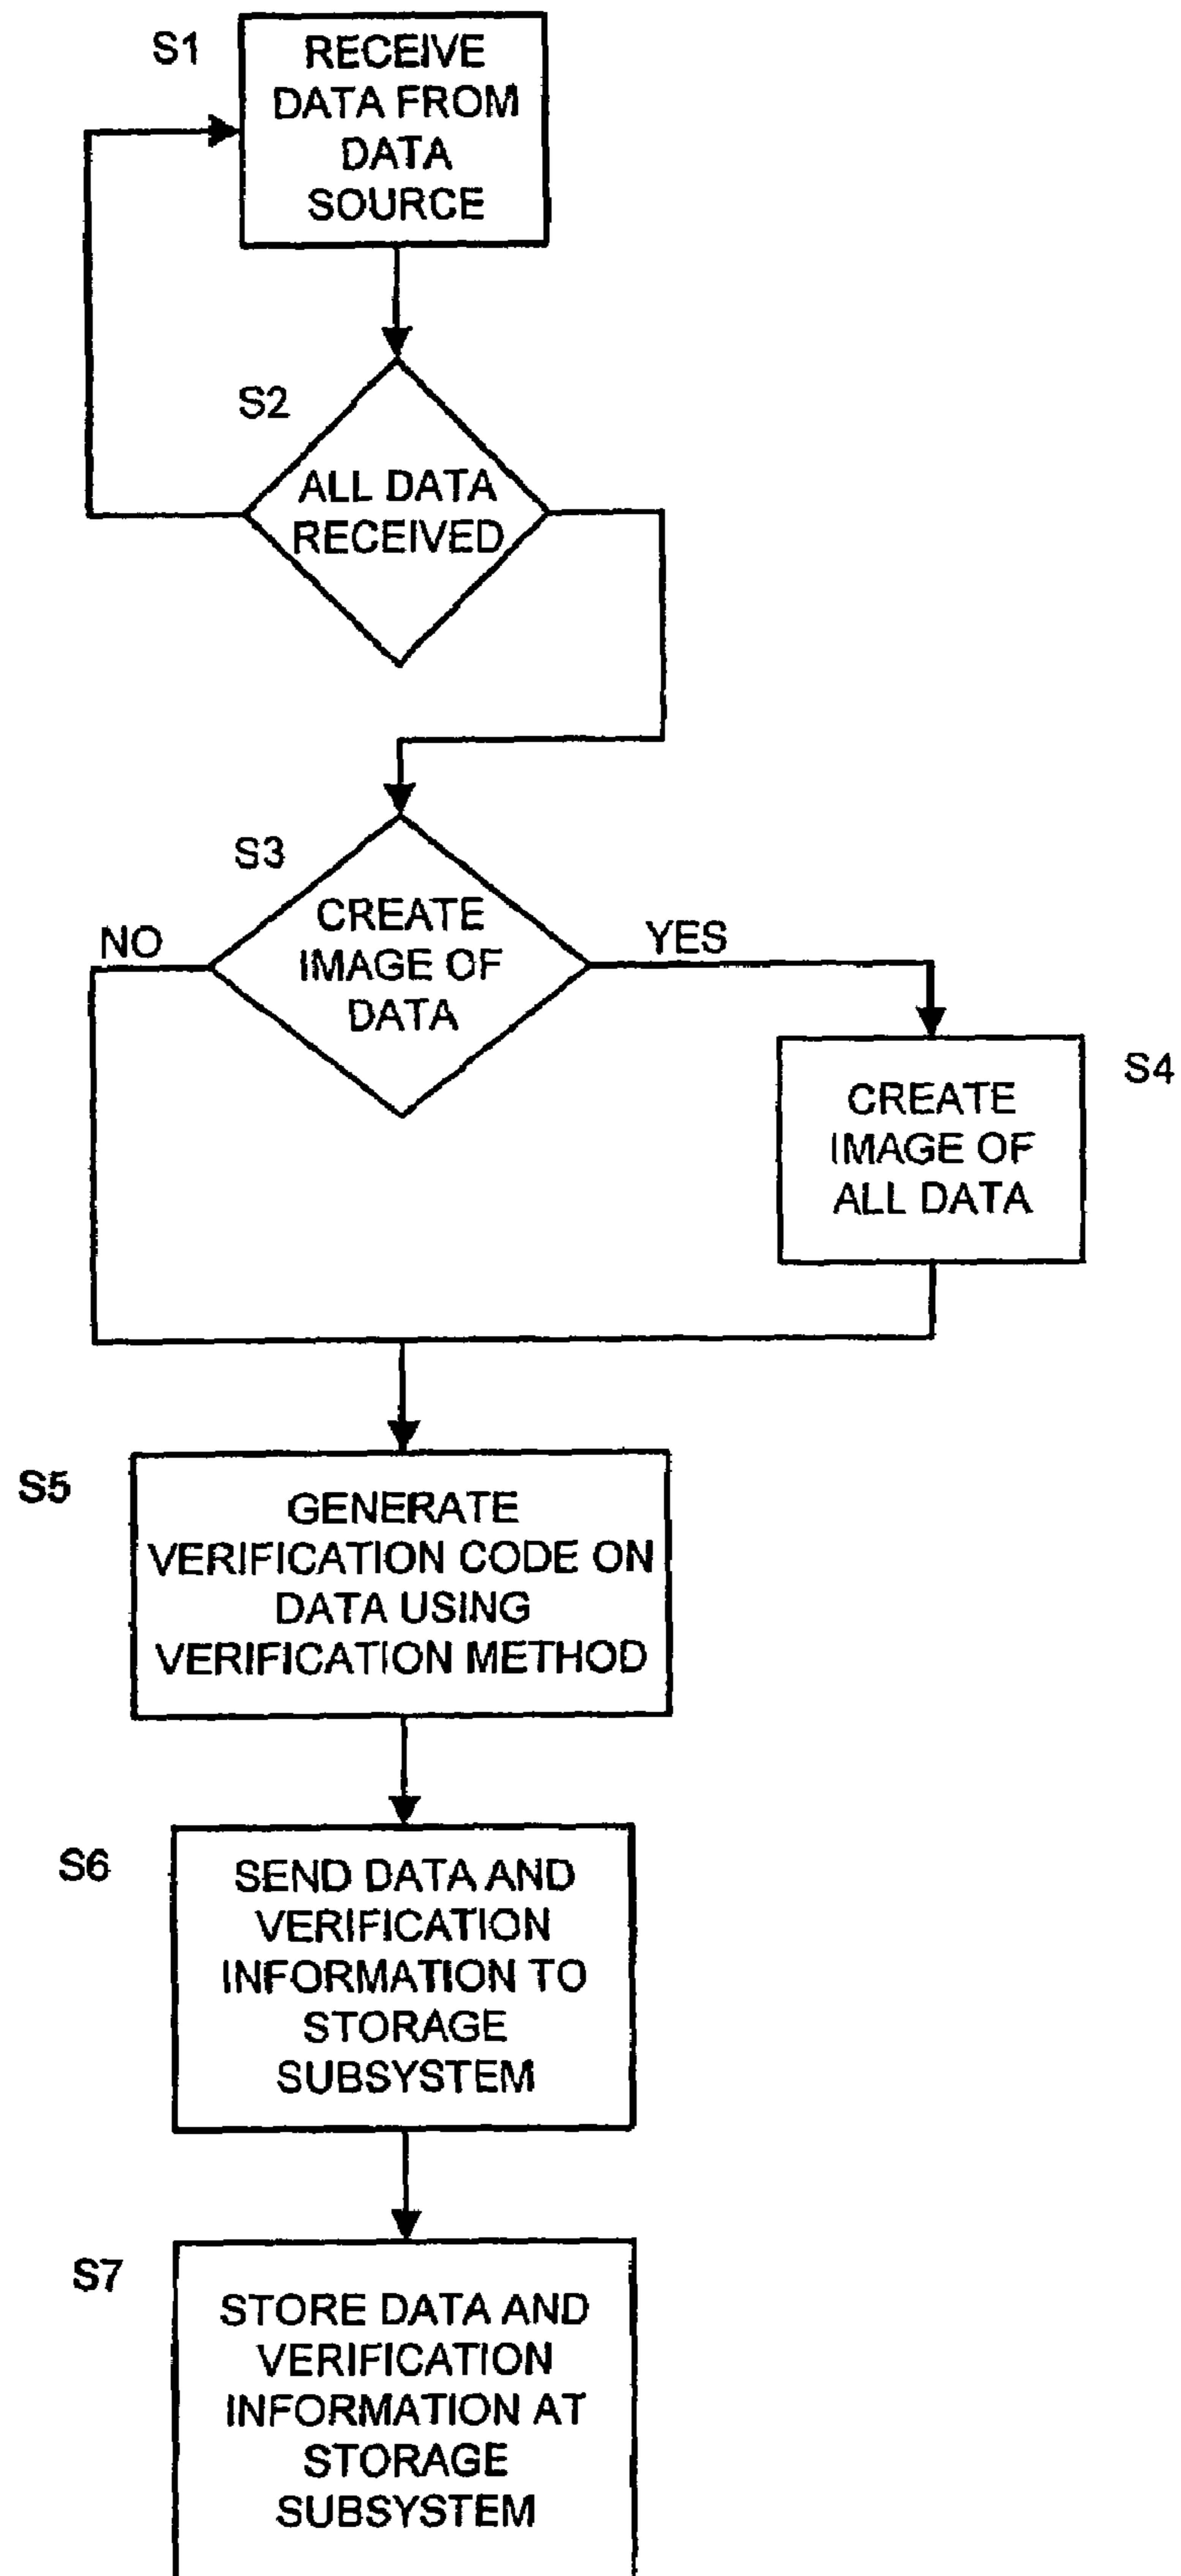 S1
RECEIVE
DATA FROM
DATA
SOURCE
S2
ALL DATA
RECEIVED
S3
CREATE
IMAGE OF
DATA
NO
YES
S4
CREATE
IMAGE OF
ALL DATA
S5
GENERATE
VERIFICATION CODE ON
DATA USING
VERIFICATION METHOD
S6
SEND DATA AND
VERIFICATION
INFORMATION TO
STORAGE
SUBSYSTEM
S7
STORE DATA AND
VERIFICATION
INFORMATION AT
STORAGE
SUBSYSTEM